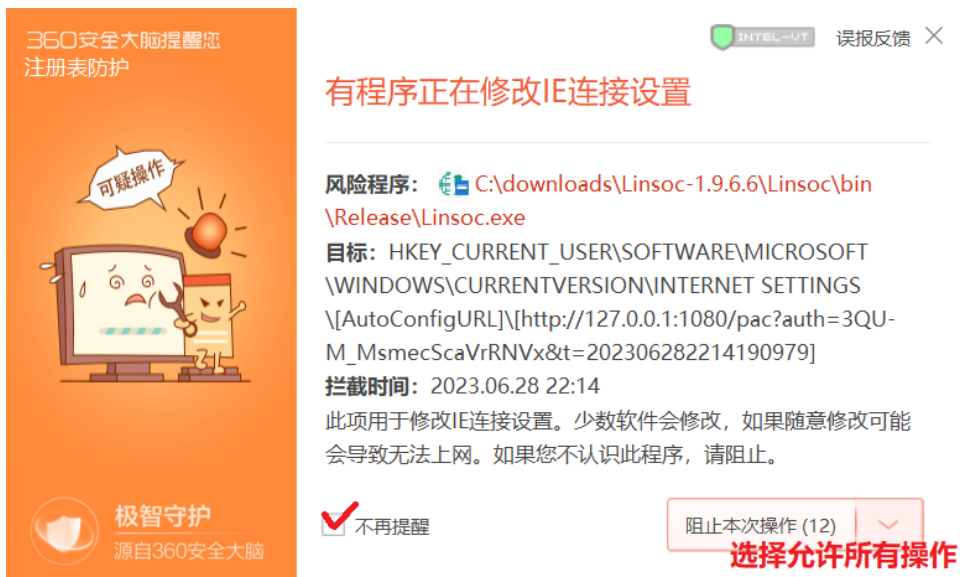 360安全大脑提醒您
注册表防护
可疑操作
极智守护
源自360安全大脑
INTEL-VT
误报反馈
有程序正在修改IE连接设置
风险程序： C:\downloads\Linsoc-1.9.6.6\Linsoc\bin
\Release\Linsoc.exe
目标：HKEY_CURRENT_USER\SOFTWARE\MICROSOFT
\WINDOWS\CURRENTVERSION\INTERNET SETTINGS
\[AutoConfigURL]\[http://127.0.0.1:1080/pac?auth=3QU-
M_MsmecScaVrRNVx&t=202306282214190979]
拦截时间：2023.06.28 22:14
此项用于修改IE连接设置。少数软件会修改，如果随意修改可能
会导致无法上网。如果您不认识此程序，请阻止。
不再提醒
阻止本次操作 (12)
选择允许所有操作